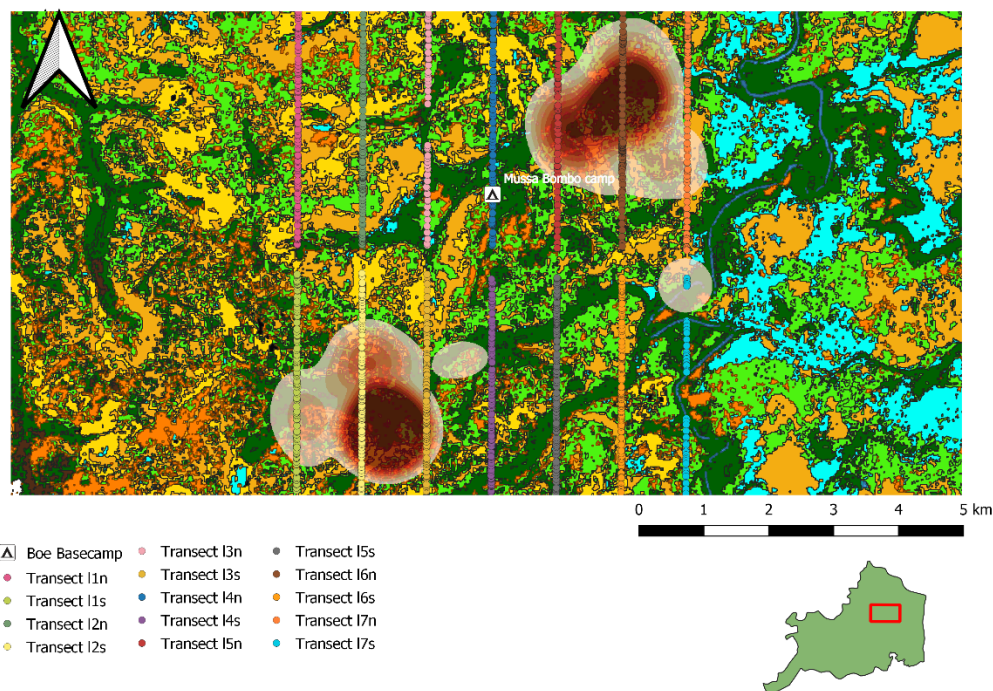 Mussa Bombo camp
0 1 2 3 4 5 km
Boe Basecamp
Transect l1n
Transect l1s
Transect l2n
Transect l2s
Transect l3n
Transect l3s
Transect l4n
Transect l4s
Transect l5n
Transect l5s
Transect l6n
Transect l6s
Transect l7n
Transect l7s